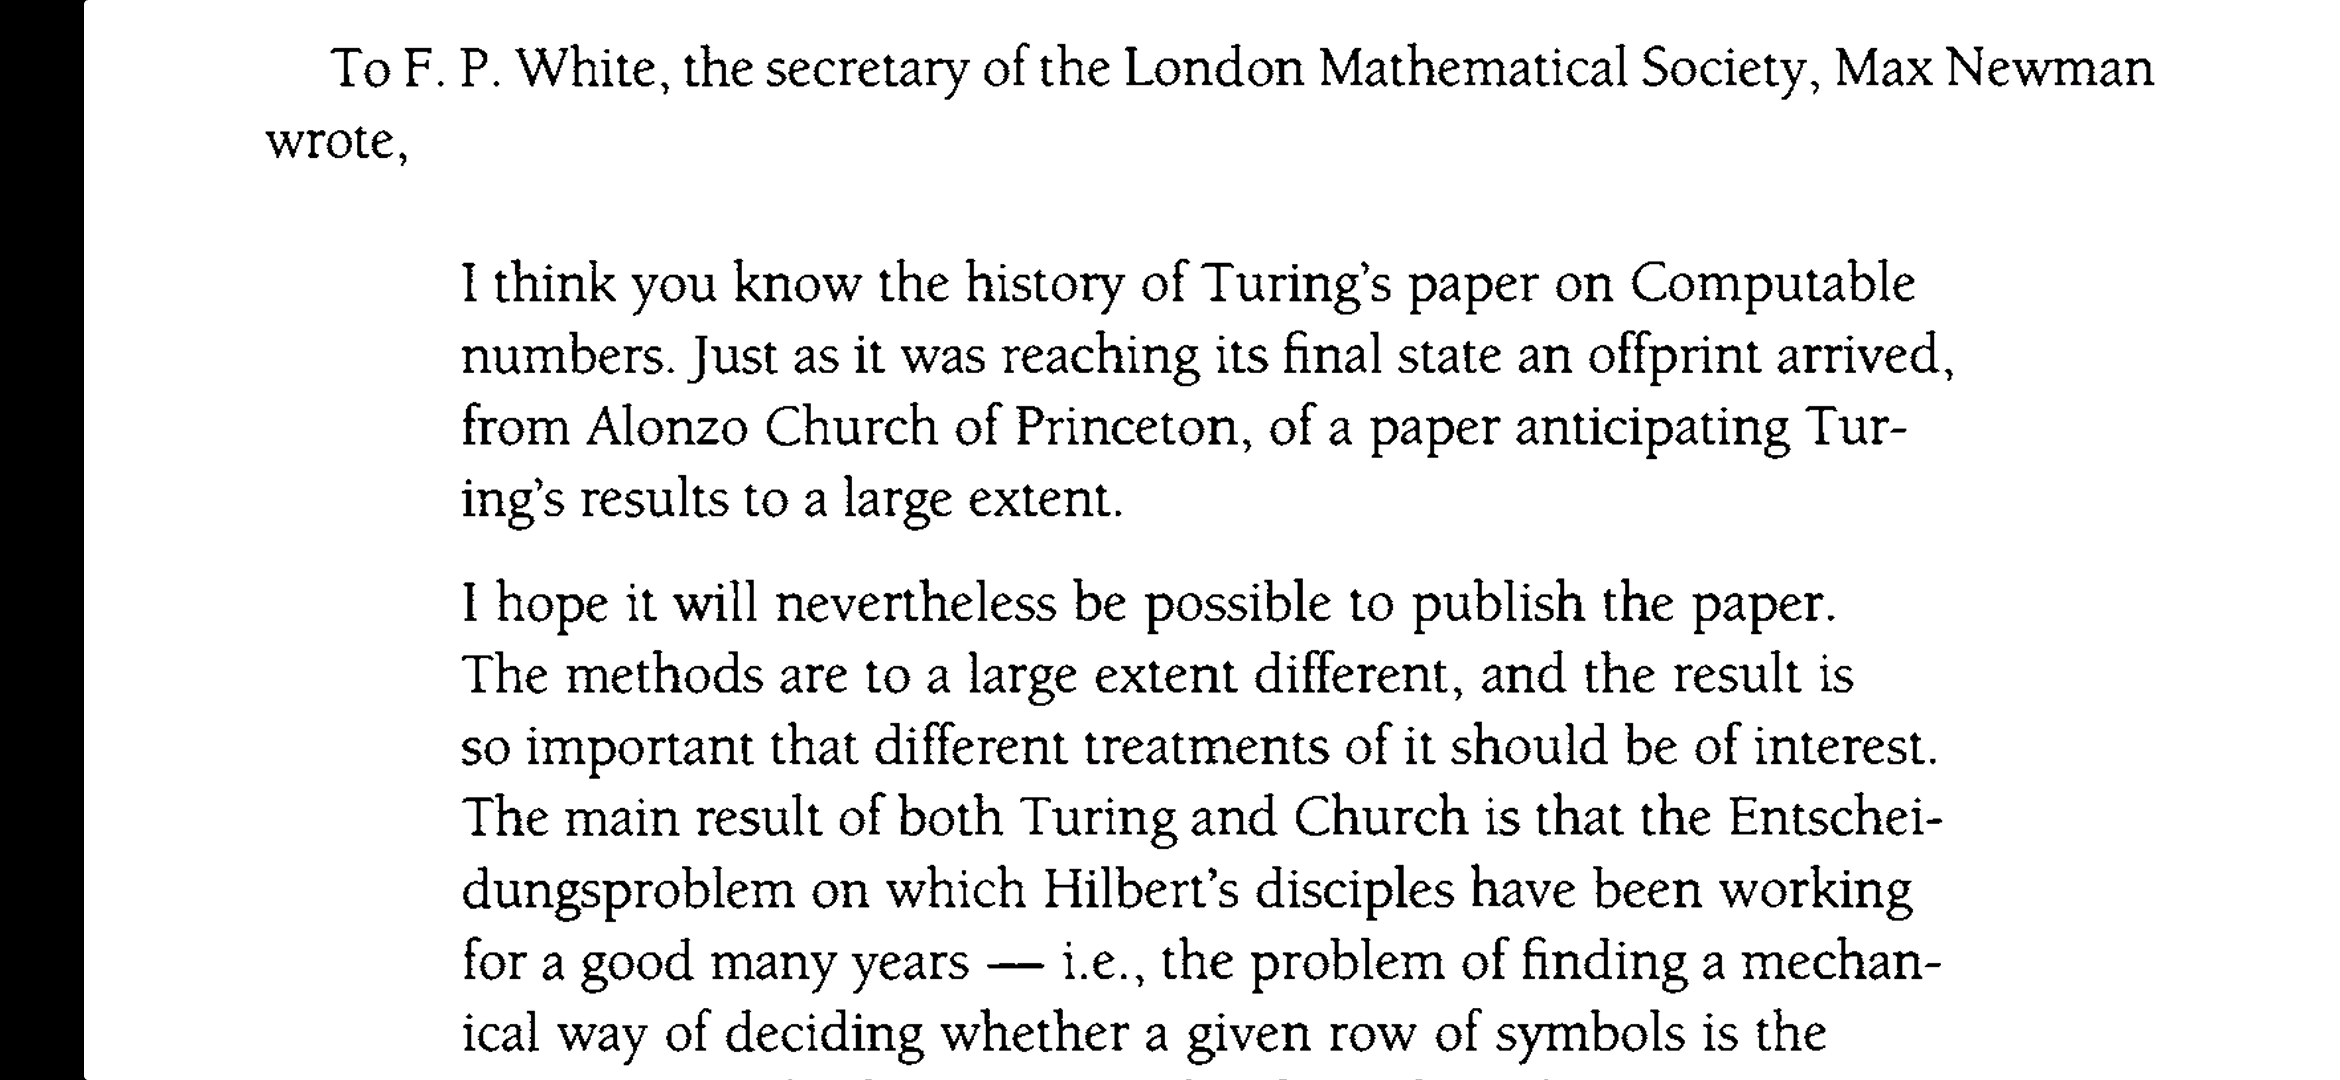 To F. P. White, the secretary of the London Mathematical Society, Max Newman
wrote,
I think you know the history of Turing’s paper on Computable
numbers. Just as it was reaching its final state an offprint arrived,
from Alonzo Church of Princeton, of a paper anticipating Tur-
ing’s results to a large extent.
I hope it will nevertheless be possible to publish the paper.
The methods are to a large extent different, and the result is
so important that different treatments of it should be of interest.
The main result of both Turing and Church is that the Entschei-
dungsproblem on which Hilbert’s disciples have been working
for a good many years — i.e., the problem of finding a mechan-
ical way of deciding whether a given row of symbols is the